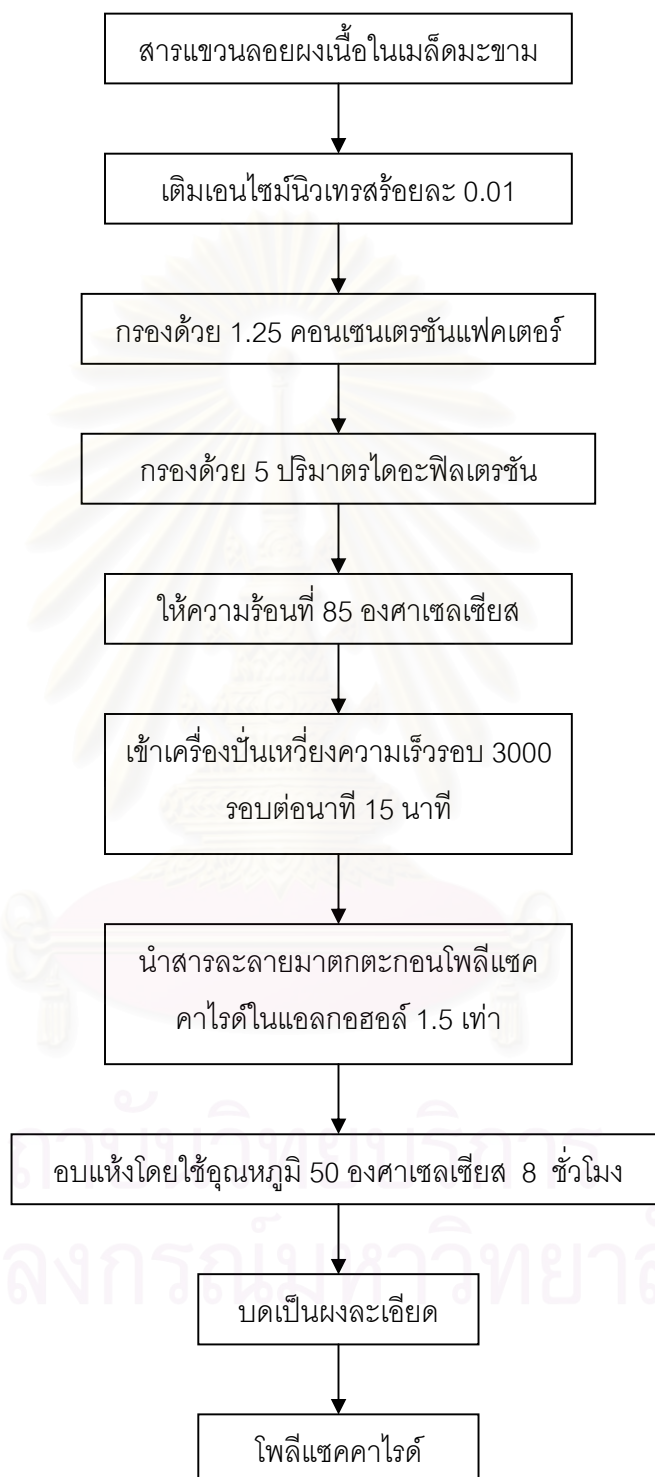 สารแขวนลอยผงเนื้อในเมล็ดมะขาม
เติมเอนไซม์นิวเทรสร้อยละ 0.01
กรองด้วย 1.25 คอนเซนเตรชันแฟคเตอร์
กรองด้วย 5 ปริมาตรไดอะฟิลเตรชัน
ให้ความร้อนที่ 85 องศาเซลเซียส
เข้าเครื่องปั่นเหวี่ยงความเร็วรอบ 3000
รอบต่อนาที 15 นาที
นำสารละลายมาตกตะกอนโพลีแซค
คาไรด์ในแอลกอฮอล์ 1.5 เท่า
อบแห้งโดยใช้อุณหภูมิ 50 องศาเซลเซียส 8 ชั่วโมง
บดเป็นผงละเอียด
โพลีแซคคาไรด์